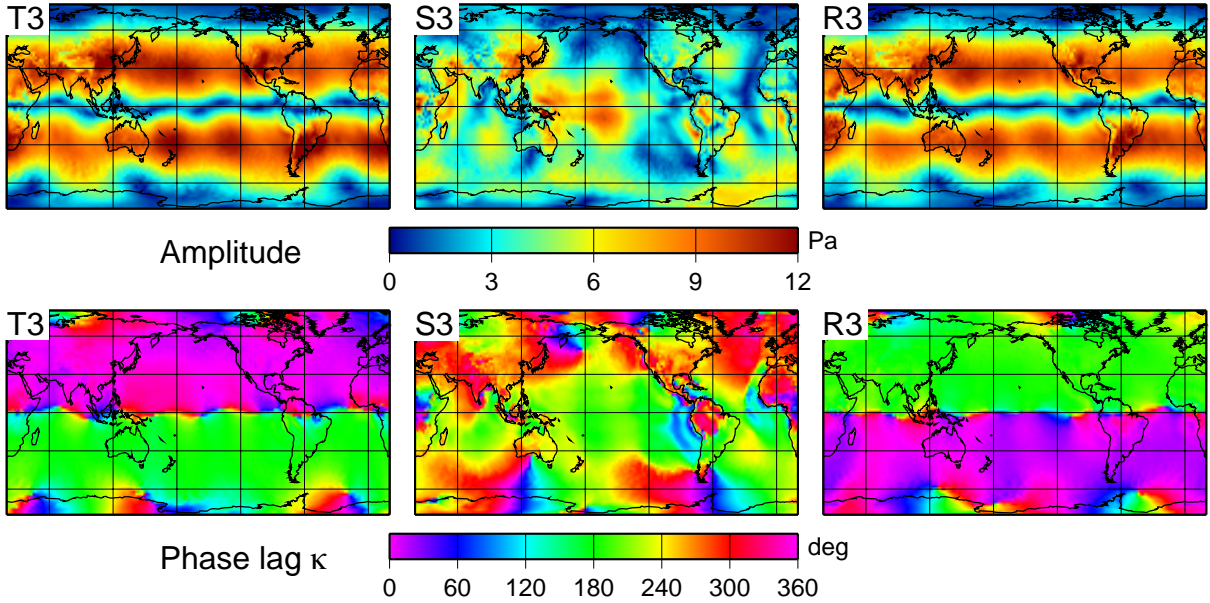 T3 S3 R3
Amplitude
Pa
0 3 6 9 12
T3 S3 R3
Phase lag κ
deg
0 60 120 180 240 300 360